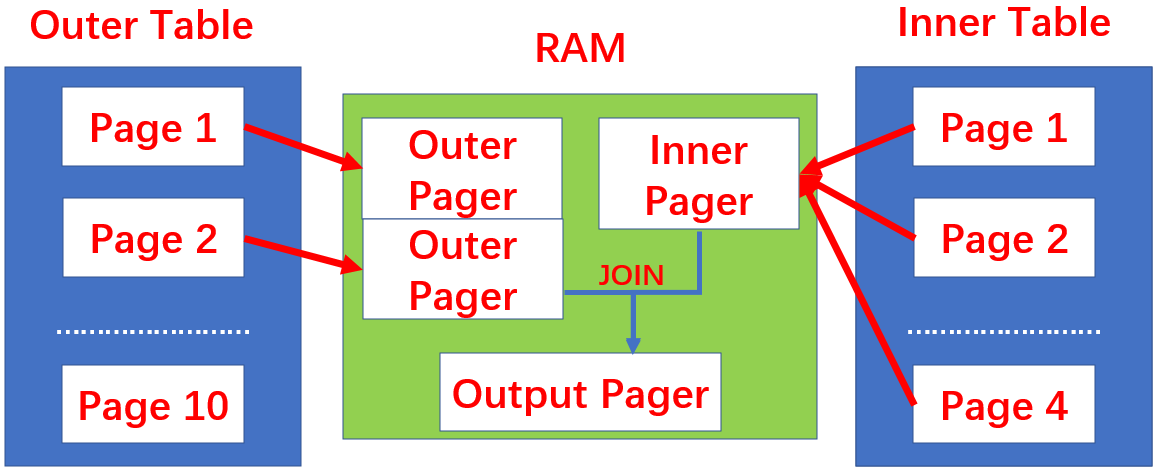 Outer Table
RAM
Inner Table
Page 1
Page 2
Page 10
Outer
Pager
Outer
Pager
Inner
Pager
JOIN
Output Pager
Page 1
Page 2
Page 4